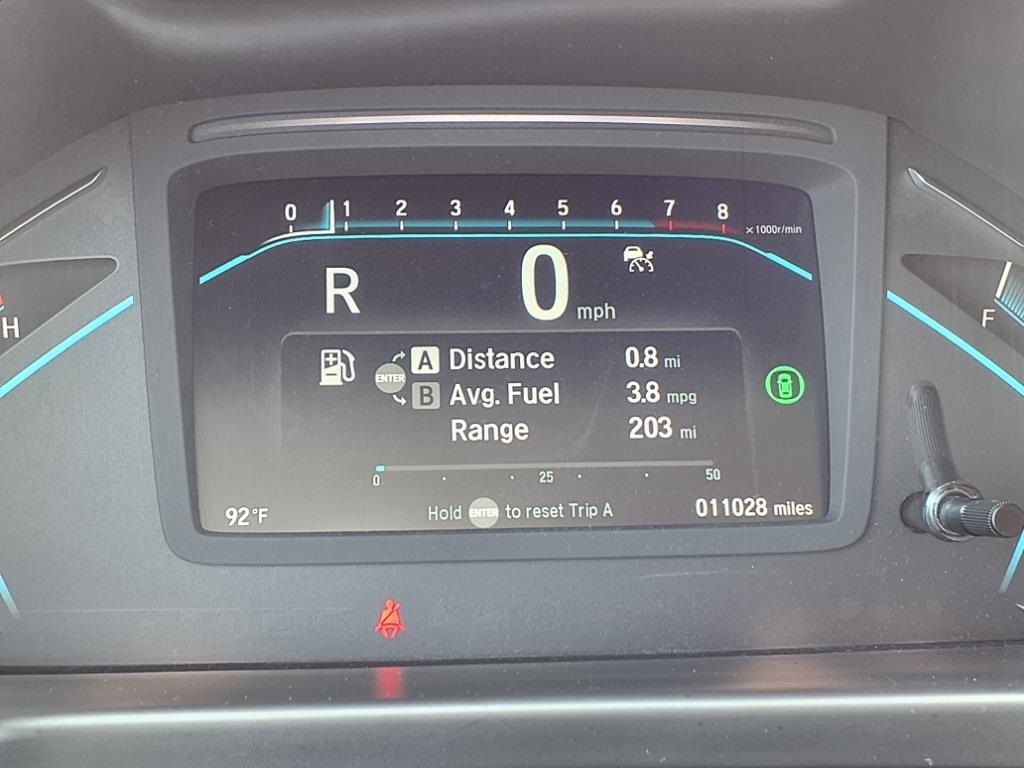 0 1 2 3 4 5 6 7 8
×1000r/min
R 0 mph
H
F
ENTER
A Distance 0.8 mi
B Avg. Fuel 3.8 mpg
Range 203 mi
0 25 50
Hold ENTER to reset Trip A
92°F
011028 miles